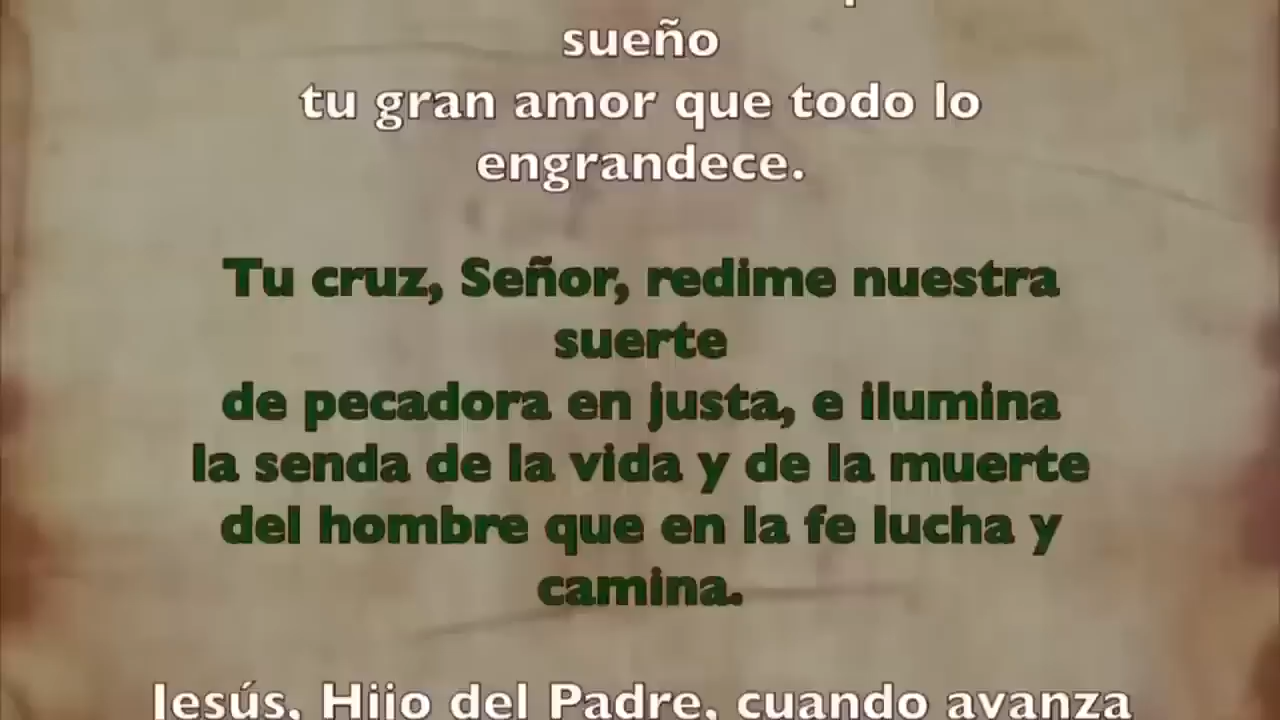 sueño
tu gran amor que todo lo
engrandece.
Tu cruz, Señor, redime nuestra
suerte
de pecadora en justa, e ilumina
la senda de la vida y de la muerte
del hombre que en la fe lucha y
camina.
Jesús, Hijo del Padre, cuando avanza